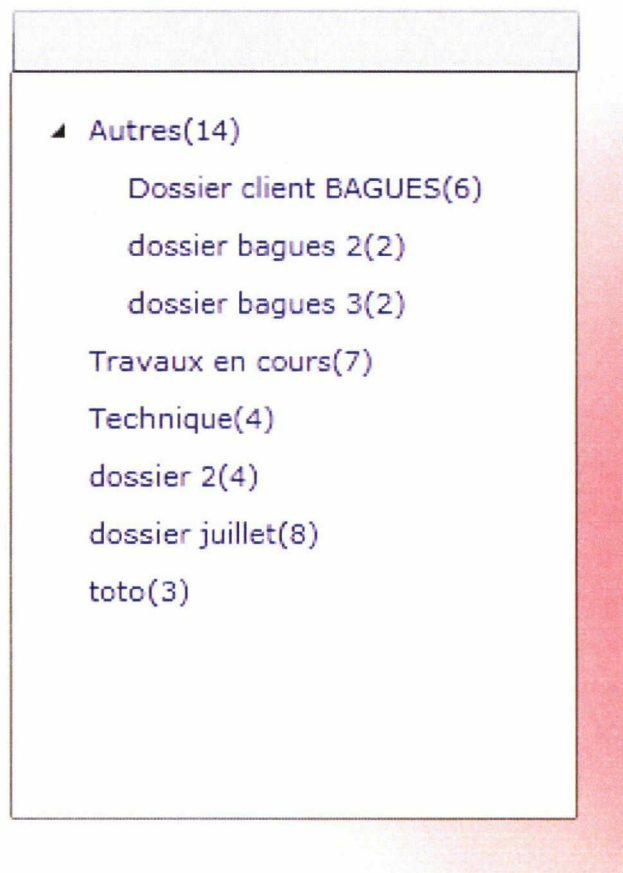 Autres(14)
Dossier client BAGUES(6)
dossier bagues 2(2)
dossier bagues 3(2)
Travaux en cours(7)
Technique(4)
dossier 2(4)
dossier juillet(8)
toto(3)